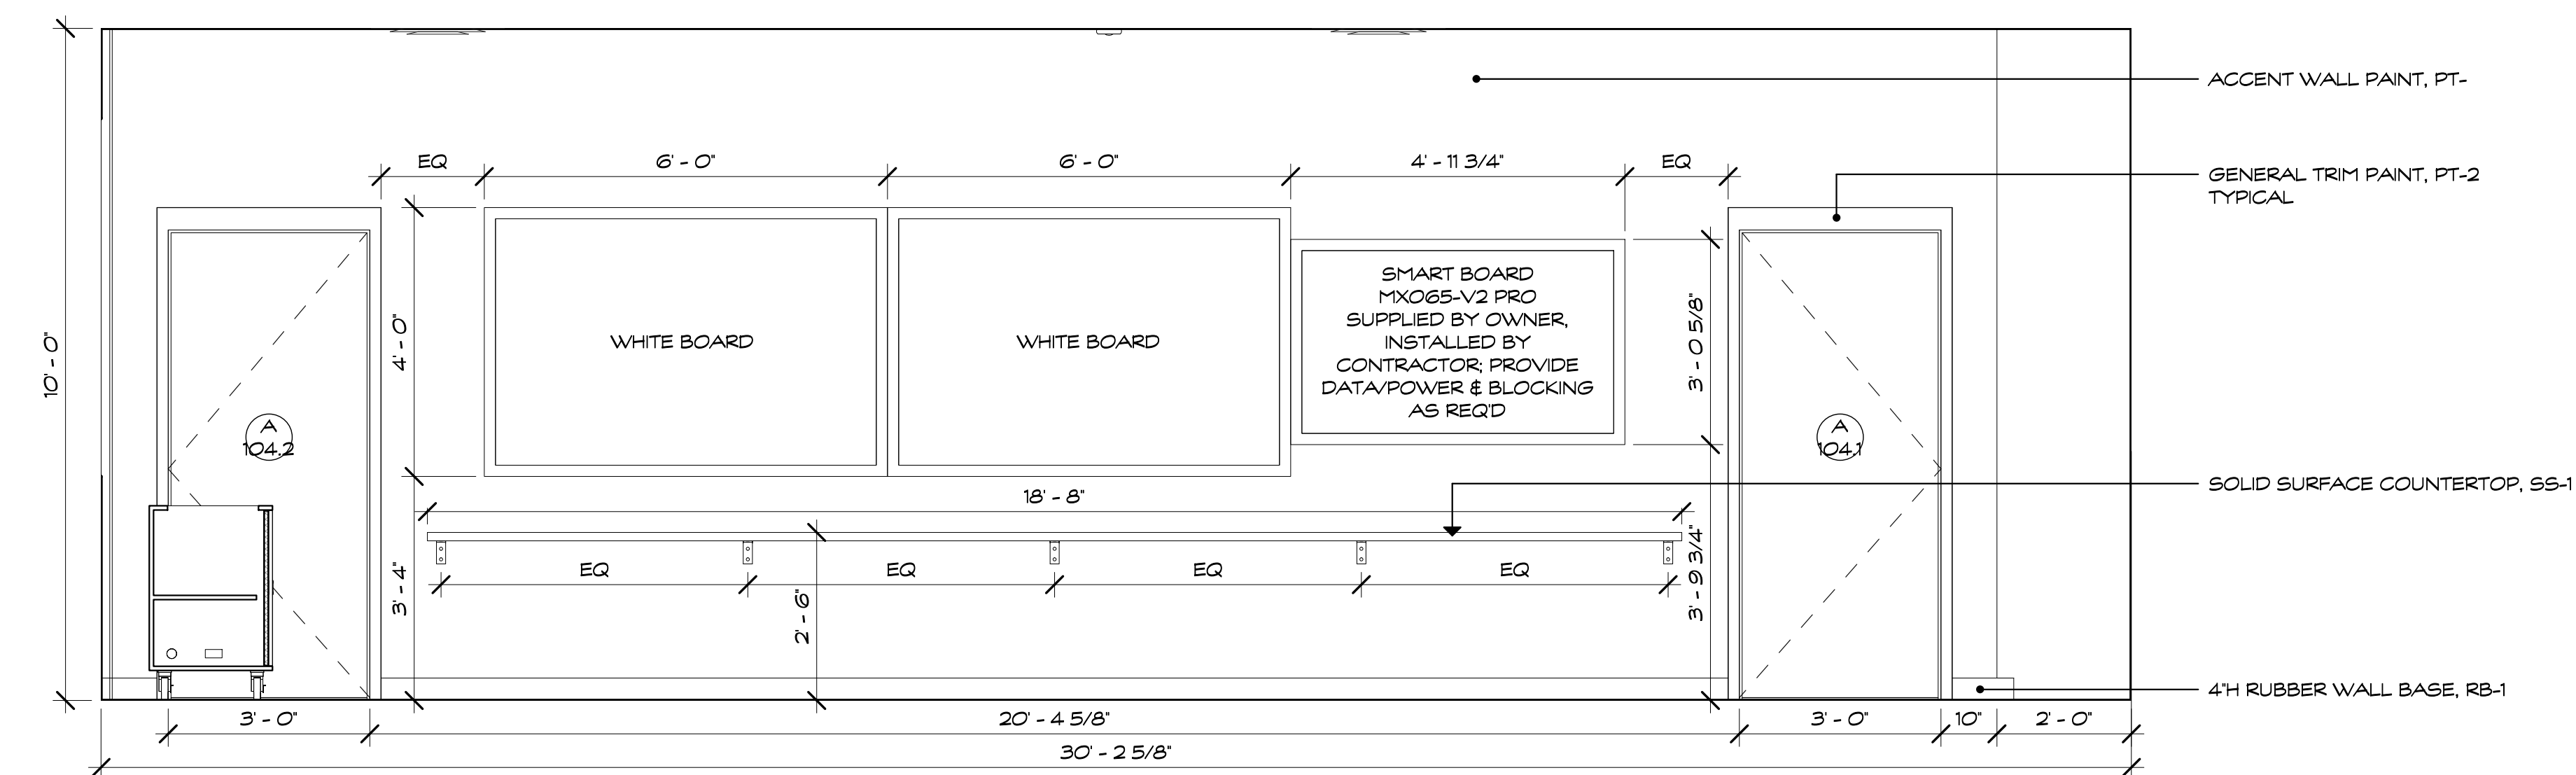 ACCENT WALL PAINT, PT-
EQ
6' - 0"
6' - 0"
4' - 11 3/4"
EQ
GENERAL TRIM PAINT, PT-2
TYPICAL
10' - 0"
4' - 0"
WHITE BOARD
WHITE BOARD
SMART BOARD
MX065-V2 PRO
SUPPLIED BY OWNER,
INSTALLED BY
CONTRACTOR; PROVIDE
DATA/POWER & BLOCKING
AS REQ'D
3' - 0 5/8"
A
104.2
A
104.1
18' - 8"
SOLID SURFACE COUNTERTOP, SS-1
3' - 4"
EQ
EQ
EQ
EQ
2' - 6"
3' - 9 3/4"
4"H RUBBER WALL BASE, RB-1
3' - 0"
20' - 4 5/8"
3' - 0"
10"
2' - 0"
30' - 2 5/8"